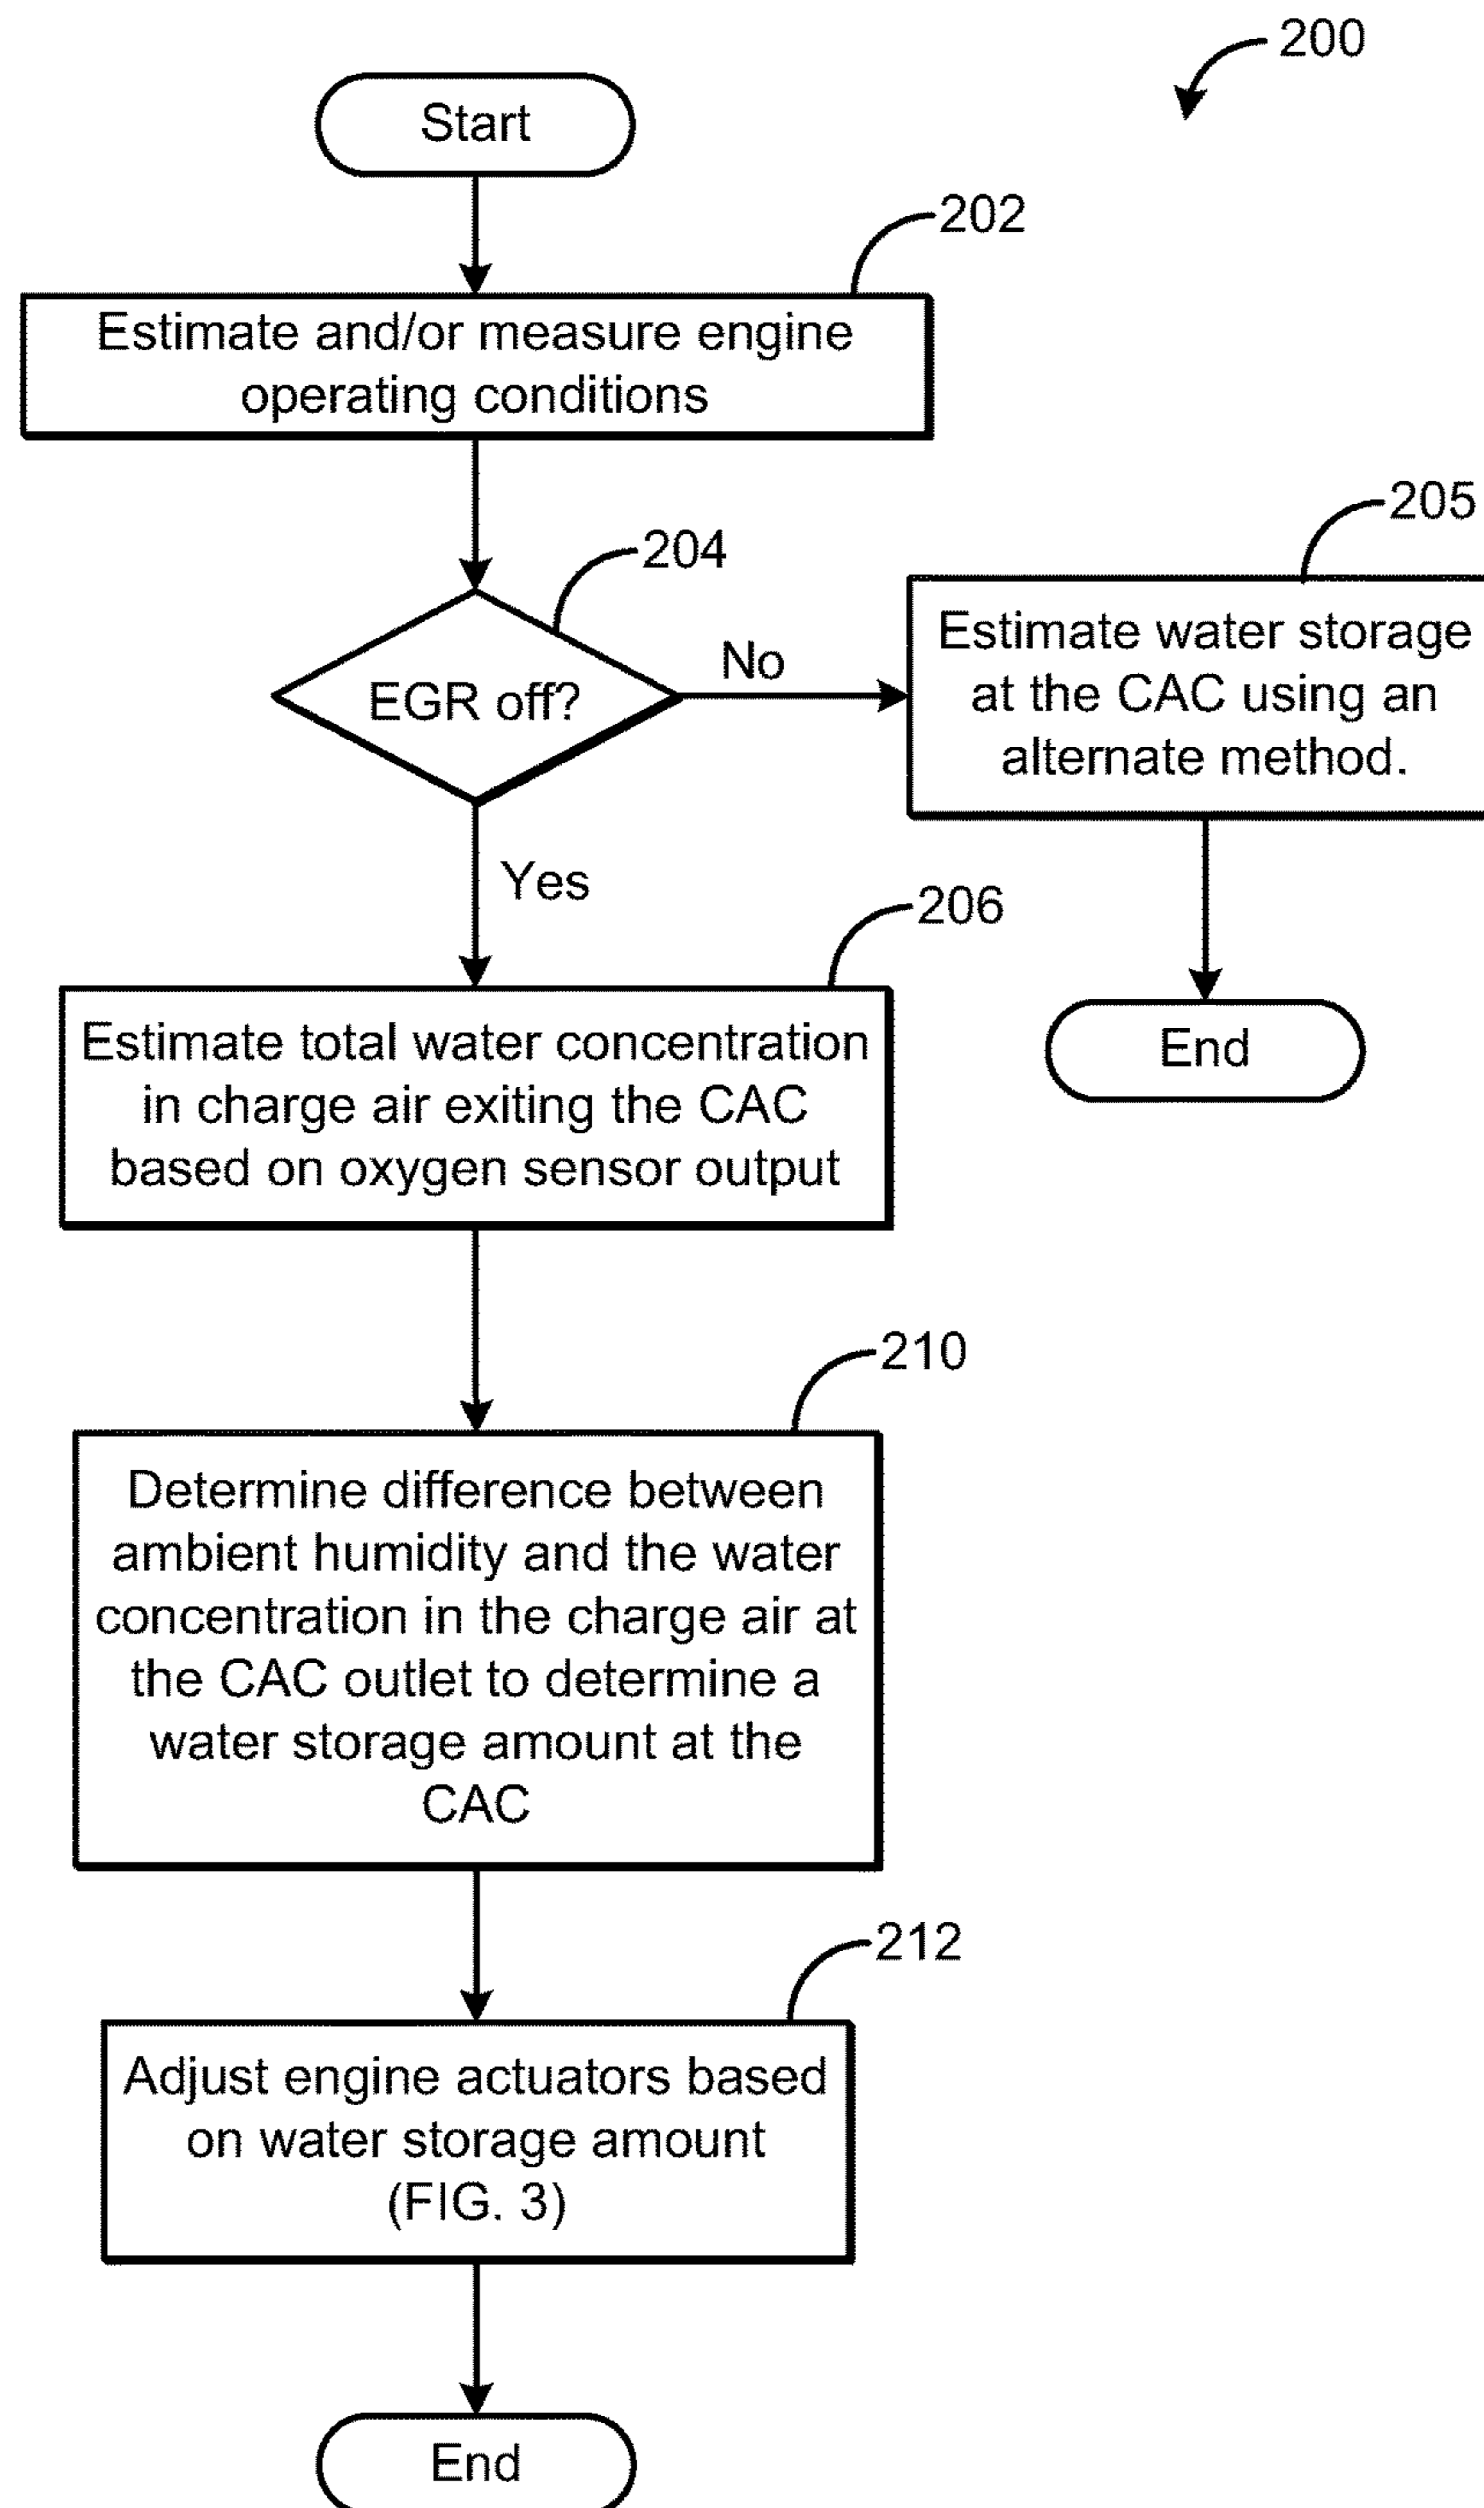 200
Start
202
Estimate and/or measure engine
operating conditions
204
EGR off?
No
205
Estimate water storage
at the CAC using an
alternate method.
End
Yes
206
Estimate total water concentration
in charge air exiting the CAC
based on oxygen sensor output
210
Determine difference between
ambient humidity and the water
concentration in the charge air at
the CAC outlet to determine a
water storage amount at the
CAC
212
Adjust engine actuators based
on water storage amount
(FIG. 3)
End